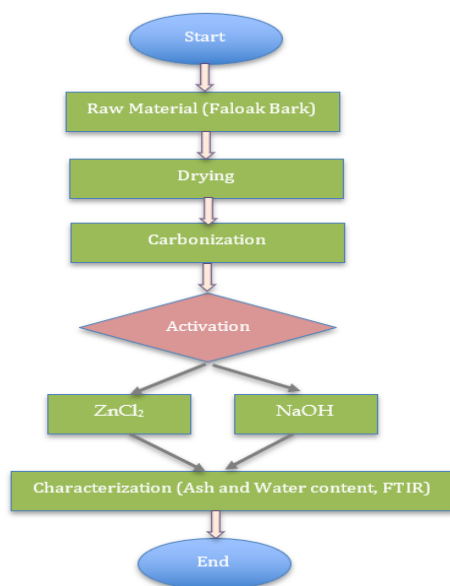 Start
Raw Material (Faloak Bark)
Drying
Carbonization
Activation
ZnCl₂
NaOH
Characterization (Ash and Water content, FTIR)
End